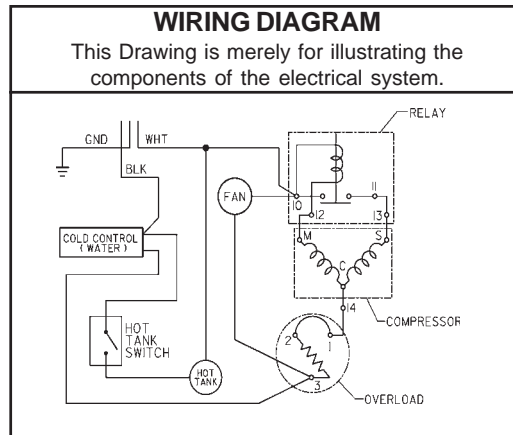 WIRING DIAGRAM
This Drawing is merely for illustrating the
components of the electrical system.
RELAY
GND WHT
BLK
FAN
10 11
12 13
COLD CONTROL
(WATER)
M S
C
14
HOT
TANK
SWITCH
COMPRESSOR
2 1
HOT
TANK
3
OVERLOAD